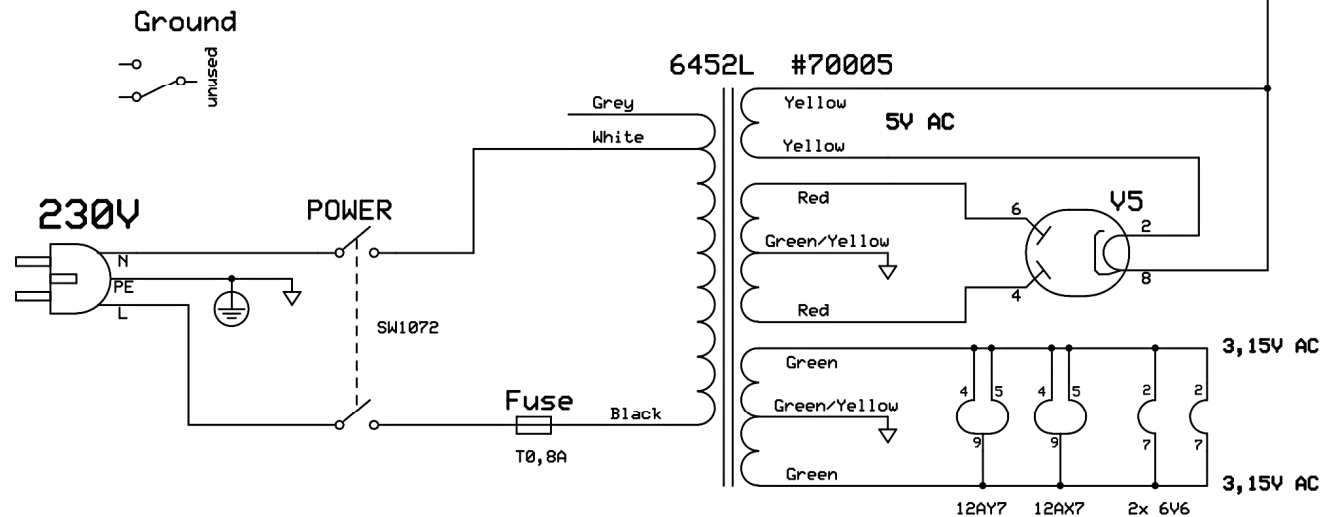 Ground
unused
6452L #70005
Grey
Yellow
5V AC
White
Yellow
230V
POWER
Red
6
V5
2
Green/Yellow
N
PE
8
4
L
Red
SW1072
3,15V AC
Green
4 5 4 5 2 2
Fuse
Black
Green/Yellow
9 9 7 7
T0,8A
Green
3,15V AC
12AY7 12AX7 2x 6V6